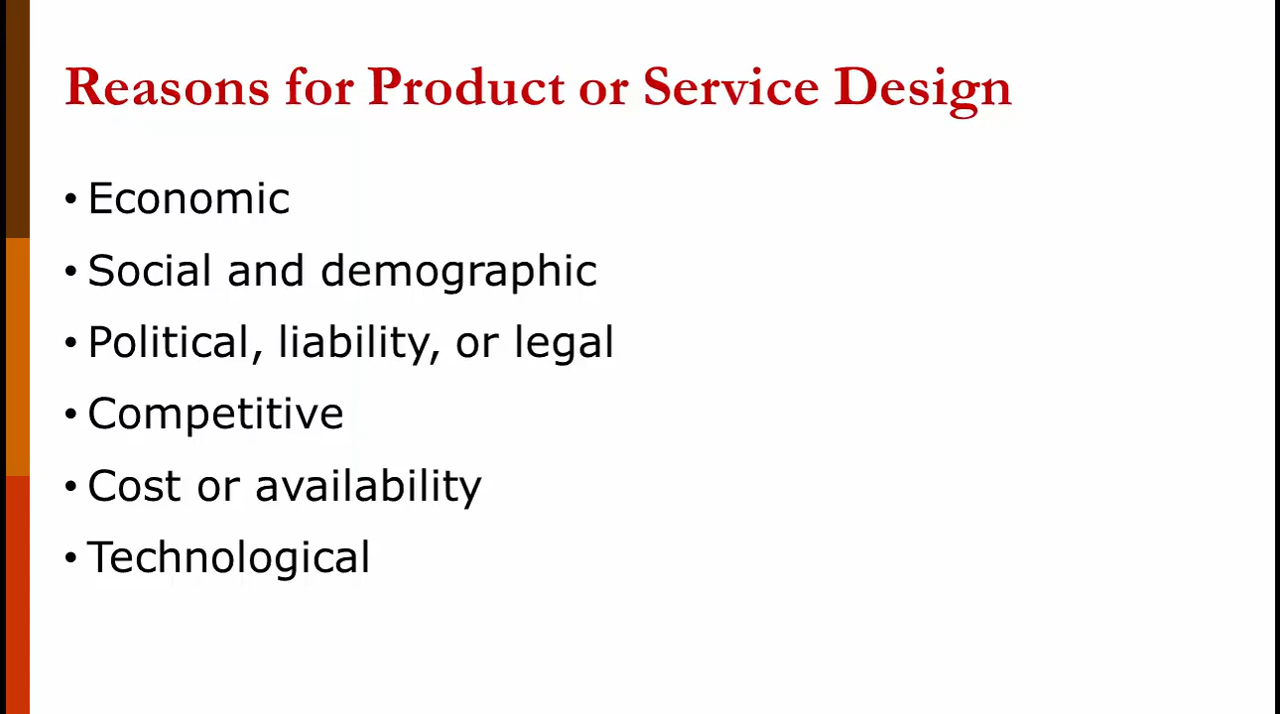 Reasons for Product or Service Design
• Economic
• Social and demographic
• Political, liability, or legal
• Competitive
• Cost or availability
• Technological